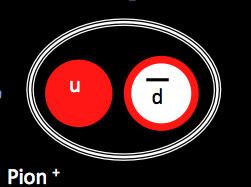 u d̅
Pion ⁺